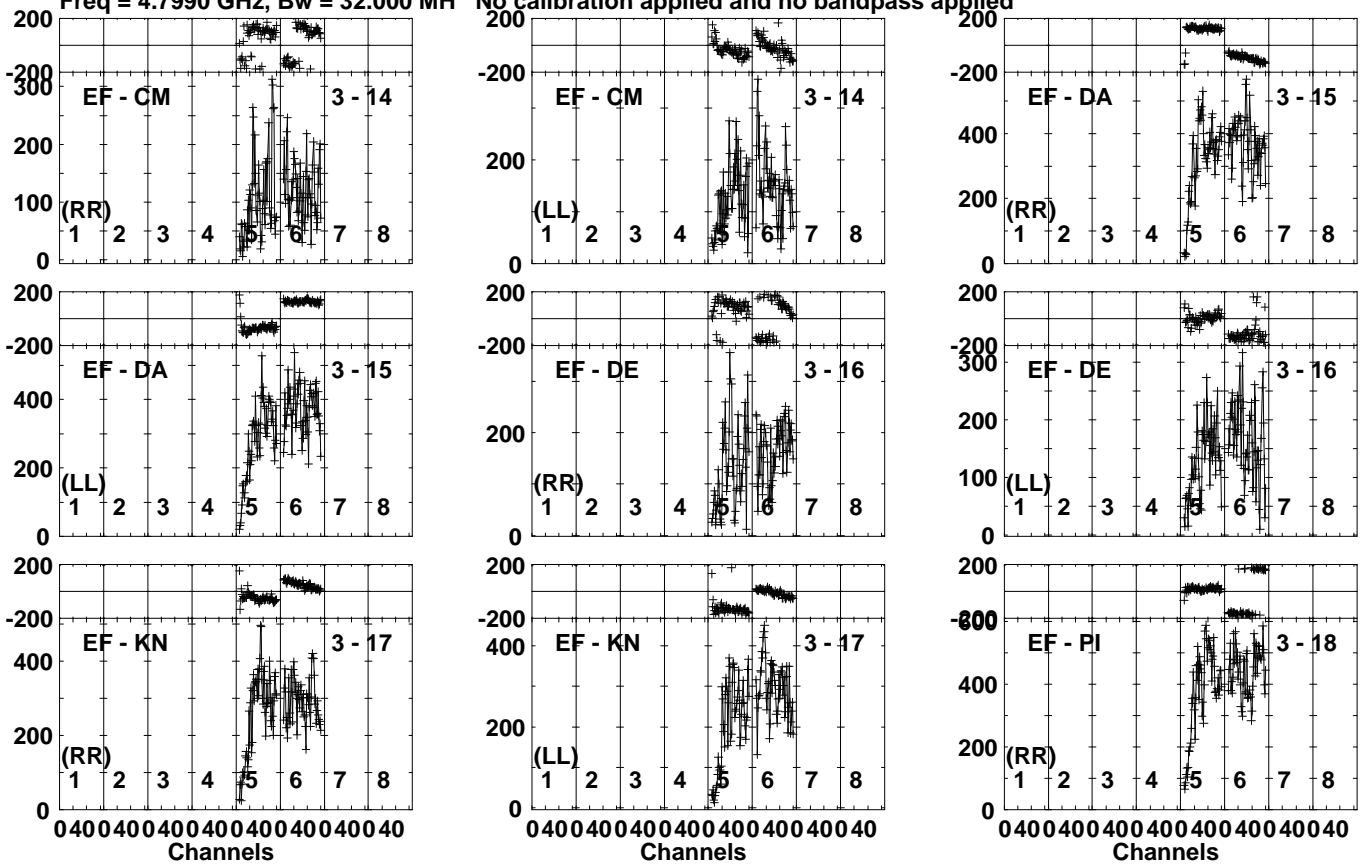 Freq = 4.7990 GHz, Bw = 32.000 MH No calibration applied and no bandpass applied
200 200 200
-200 -200 -200
300 EF - CM 3 - 14 EF - CM 3 - 14 EF - DA 3 - 15
200 200 400
100 200
(RR) (LL) (RR)
1 2 3 4 5 6 7 8 1 2 3 4 5 6 7 8 1 2 3 4 5 6 7 8
0 0 0
200 200 200
-200 -200 -200
EF - DA 3 - 15 EF - DE 3 - 16 300 EF - DE 3 - 16
400 200 200
200 100
(LL) (RR) (LL)
1 2 3 4 5 6 7 8 1 2 3 4 5 6 7 8 1 2 3 4 5 6 7 8
0 0 0
200 200 200
-200 -200 -200
600
EF - KN 3 - 17 EF - KN 3 - 17 EF - PI 3 - 18
400 400 400
200 200 200
(RR) (LL) (RR)
1 2 3 4 5 6 7 8 1 2 3 4 5 6 7 8 1 2 3 4 5 6 7 8
0 0 0
0 40 0 40 0 40 0 40 0 40 0 40 0 40 0 40 0 40 0 40 0 40 0 40 0 40 0 40 0 40 0 40 0 40 0 40 0 40 0 40 0 40 0 40 0 40 0 40
Channels Channels Channels